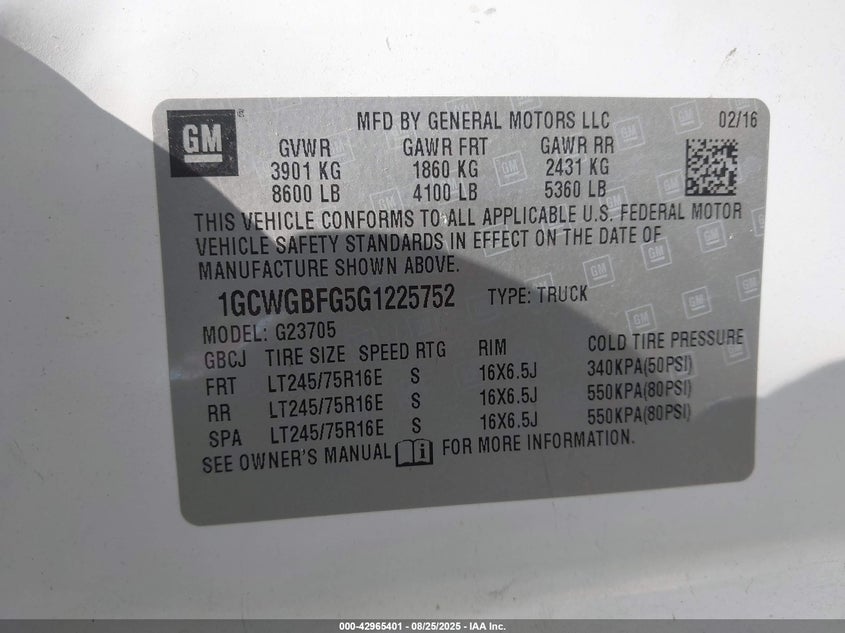 GM
MFD BY GENERAL MOTORS LLC 02/16
GVWR GAWR FRT GAWR RR
3901 KG 1860 KG 2431 KG
8600 LB 4100 LB 5360 LB
THIS VEHICLE CONFORMS TO ALL APPLICABLE U.S. FEDERAL MOTOR
VEHICLE SAFETY STANDARDS IN EFFECT ON THE DATE OF
MANUFACTURE SHOWN ABOVE.
1GCWGBFG5G1225752 TYPE: TRUCK
MODEL: G23705
GBCJ TIRE SIZE SPEED RTG RIM COLD TIRE PRESSURE
FRT LT245/75R16E S 16X6.5J 340KPA(50PSI)
RR LT245/75R16E S 16X6.5J 550KPA(80PSI)
SPA LT245/75R16E S 16X6.5J 550KPA(80PSI)
SEE OWNER'S MANUAL FOR MORE INFORMATION.
000-42965401 - 08/25/2025 - IAA Inc.